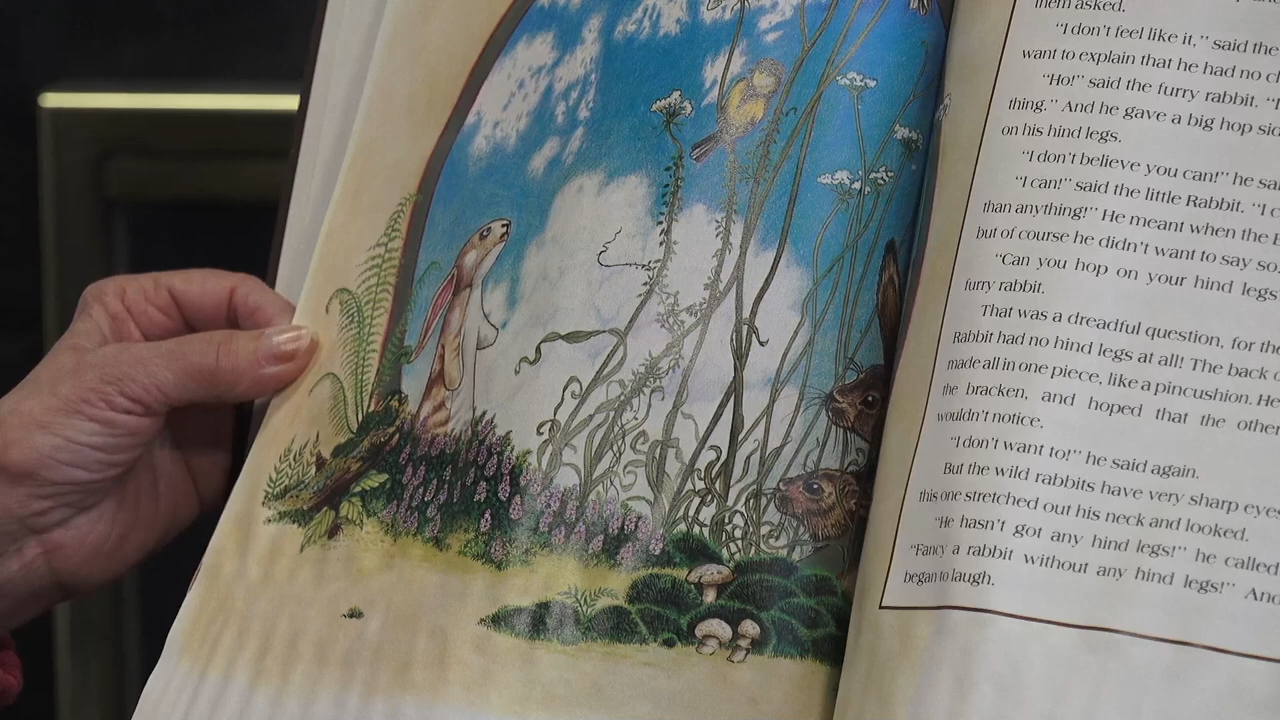 them asked.
"I don't feel like it," said the
want to explain that he had no
"Ho!" said the furry rabbit.
thing." And he gave a big hop
on his hind legs.
"I don't believe you can!" he
"I can!" said the little Rabbit.
than anything!" He meant when the
but of course he didn't want to say so.
"Can you hop on your hind legs
furry rabbit.
That was a dreadful question, for the
Rabbit had no hind legs at all! The back
made all in one piece, like a pincushion. He
the bracken, and hoped that the other
wouldn't notice.
"I don't want to!" he said again.
But the wild rabbits have very sharp eyes
this one stretched out his neck and looked.
"He hasn't got any hind legs!" he called
"Fancy a rabbit without any hind legs!" And
began to laugh.